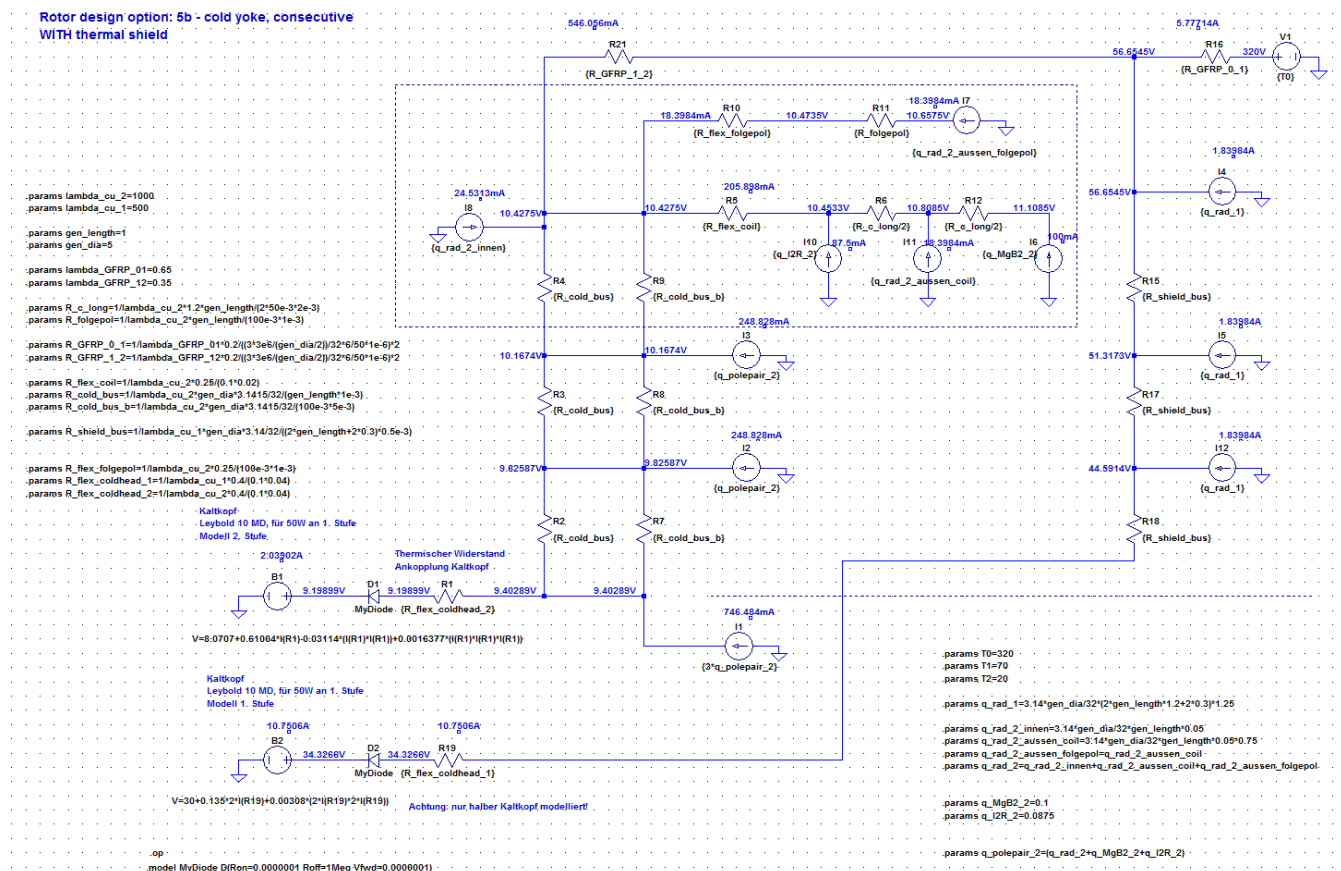 Rotor design option: 5b - cold yoke, consecutive
WITH thermal shield
546.056mA
R21
{R_GFRP_1_2}
56.6545V
5.77714A
R16
{R_GFRP_0_1}
320V
V1
{T0}
18.3984mA
R10
{R_flex_folgepol}
10.4735V
R11
{R_folgepol}
18.3984mA
I7
10.6575V
{q_rad_2_aussen_folgepol}
1.83984A
I4
56.6545V
{q_rad_1}
.params lambda_cu_2=1000
.params lambda_cu_1=500
.params gen_length=1
.params gen_dia=5
.params lambda_GFRP_01=0.65
.params lambda_GFRP_12=0.35
.params R_c_long=1/lambda_cu_2*1.2*gen_length/(2*50e-3*2e-3)
.params R_folgepol=1/lambda_cu_2*gen_length/(100e-3*1e-3)
.params R_GFRP_0_1=1/lambda_GFRP_01*0.2/((3*3e6/(gen_dia/2))/32*6/50*1e-6)*2
.params R_GFRP_1_2=1/lambda_GFRP_12*0.2/((3*3e6/(gen_dia/2))/32*6/50*1e-6)*2
.params R_flex_coil=1/lambda_cu_2*0.25/(0.1*0.02)
.params R_cold_bus=1/lambda_cu_2*gen_dia*3.1415/32/(gen_length*1e-3)
.params R_cold_bus_b=1/lambda_cu_2*gen_dia*3.1415/32/(100e-3*5e-3)
.params R_shield_bus=1/lambda_cu_1*gen_dia*3.14/32/((2*gen_length+2*0.3)*0.5e-3)
.params R_flex_folgepol=1/lambda_cu_2*0.25/(100e-3*1e-3)
.params R_flex_coldhead_1=1/lambda_cu_1*0.4/(0.1*0.04)
.params R_flex_coldhead_2=1/lambda_cu_2*0.4/(0.1*0.04)
24.5313mA
I8
{q_rad_2_innen}
10.4275V
10.4275V
205.898mA
R5
{R_flex_coil}
10.4533V
R6
{R_c_long/2}
10.8085V
R12
{R_c_long/2}
11.1085V
I10
87.5mA
{q_I2R_2}
I11
18.3984mA
{q_rad_2_aussen_coil}
I6
100mA
{q_MgB2_2}
R4
{R_cold_bus}
R9
{R_cold_bus_b}
R15
{R_shield_bus}
10.1674V
10.1674V
248.828mA
I3
{q_polepair_2}
51.3173V
1.83984A
I5
{q_rad_1}
R3
{R_cold_bus}
R8
{R_cold_bus_b}
R17
{R_shield_bus}
9.82587V
9.82587V
248.828mA
I2
{q_polepair_2}
44.5914V
1.83984A
I12
{q_rad_1}
R2
{R_cold_bus}
R7
{R_cold_bus_b}
R18
{R_shield_bus}
Kaltkopf
Leybold 10 MD, für 50W an 1. Stufe
Modell 2. Stufe
Thermischer Widerstand
Ankopplung Kaltkopf
2.03902A
B1
9.19899V
D1
MyDiode
9.19899V
R1
{R_flex_coldhead_2}
9.40289V
9.40289V
V=8.0707+0.61004*I(R1)-0.03114*(I(R1)*I(R1))+0.0016377*(I(R1)*I(R1)*I(R1))
746.484mA
I1
{3*q_polepair_2}
Kaltkopf
Leybold 10 MD, für 50W an 1. Stufe
Modell 1. Stufe
10.7506A
B2
34.3266V
D2
MyDiode
34.3266V
10.7506A
R19
{R_flex_coldhead_1}
V=30+0.135*2*I(R19)+0.00308*(2*I(R19)*2*I(R19))
Achtung: nur halber Kaltkopf modelliert!
.op
.model MyDiode D(Ron=0.0000001 Roff=1Meg Vfwd=0.0000001)
.params T0=320
.params T1=70
.params T2=20
.params q_rad_1=3.14*gen_dia/32*(2*gen_length*1.2+2*0.3)*1.25
.params q_rad_2_innen=3.14*gen_dia/32*gen_length*0.05
.params q_rad_2_aussen_coil=3.14*gen_dia/32*gen_length*0.05*0.75
.params q_rad_2_aussen_folgepol=q_rad_2_aussen_coil
.params q_rad_2=q_rad_2_innen+q_rad_2_aussen_coil+q_rad_2_aussen_folgepol
.params q_MgB2_2=0.1
.params q_I2R_2=0.0875
.params q_polepair_2=(q_rad_2+q_MgB2_2+q_I2R_2)